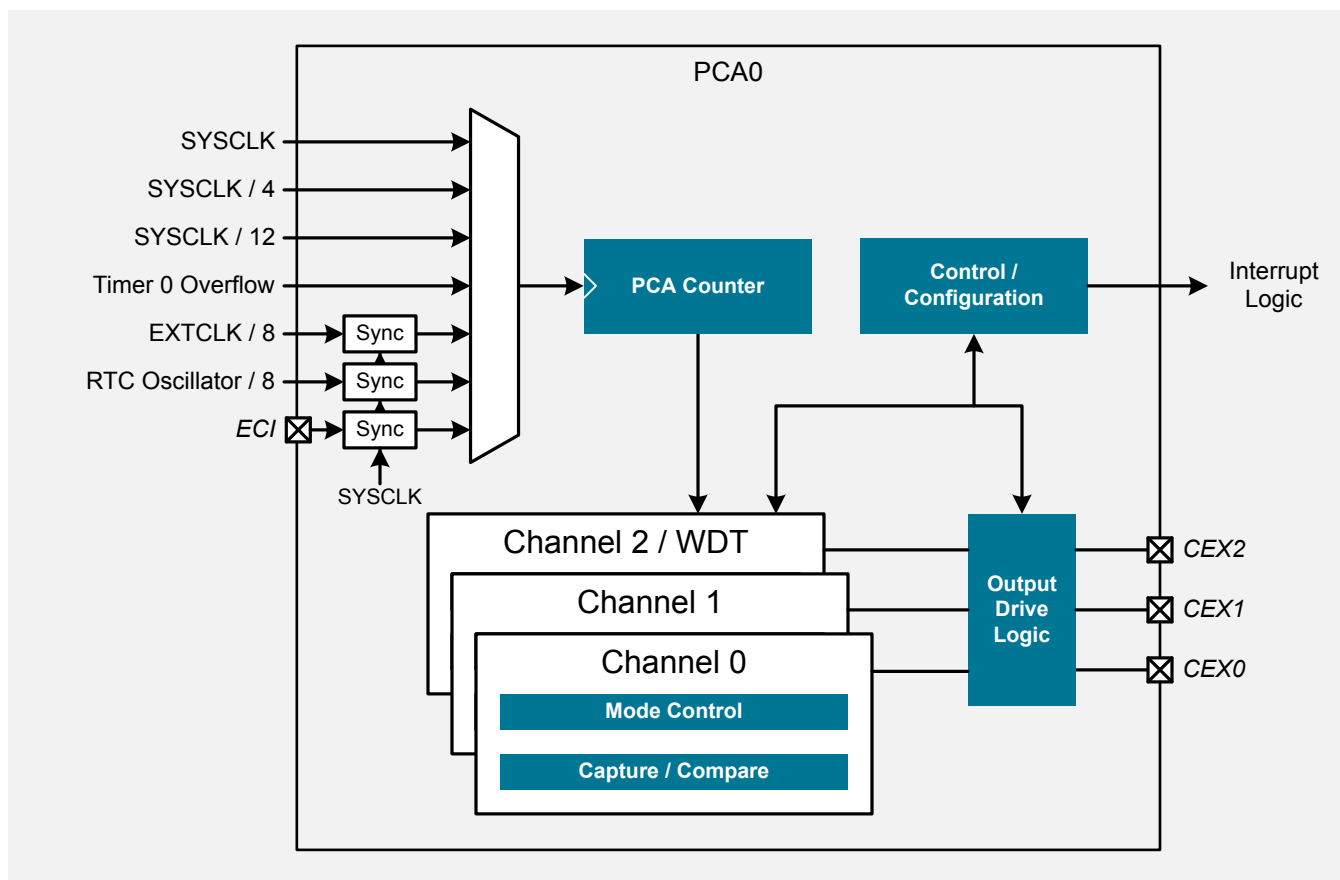 PCA0
SYSCLK
SYSCLK / 4
SYSCLK / 12
Timer 0 Overflow
EXTCLK / 8
Sync
RTC Oscillator / 8
Sync
ECI
Sync
SYSCLK
PCA Counter
Control /
Configuration
Interrupt
Logic
Channel 2 / WDT
Channel 1
Channel 0
Mode Control
Capture / Compare
Output
Drive
Logic
CEX2
CEX1
CEX0